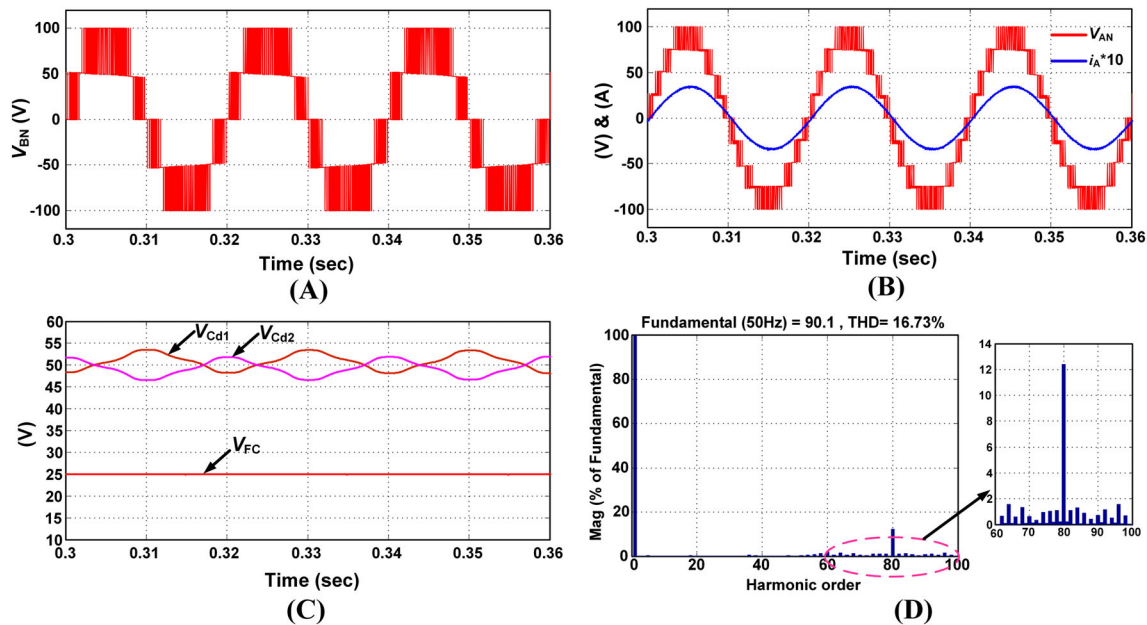 100
50
0
-50
-100
V_BN (V)
0.3 0.31 0.32 0.33 0.34 0.35 0.36
Time (sec)
(A)
100
50
0
-50
-100
(V) & (A)
V_AN
i_A*10
0.3 0.31 0.32 0.33 0.34 0.35 0.36
Time (sec)
(B)
60
55
50
45
40
35
30
25
20
15
10
(V)
V_Cd1
V_Cd2
V_FC
0.3 0.31 0.32 0.33 0.34 0.35 0.36
Time (sec)
(C)
Fundamental (50Hz) = 90.1 , THD= 16.73%
100
80
60
40
20
0
Mag (% of Fundamental)
0 20 40 60 80 100
Harmonic order
14
12
10
8
6
4
2
0
60 70 80 90 100
(D)